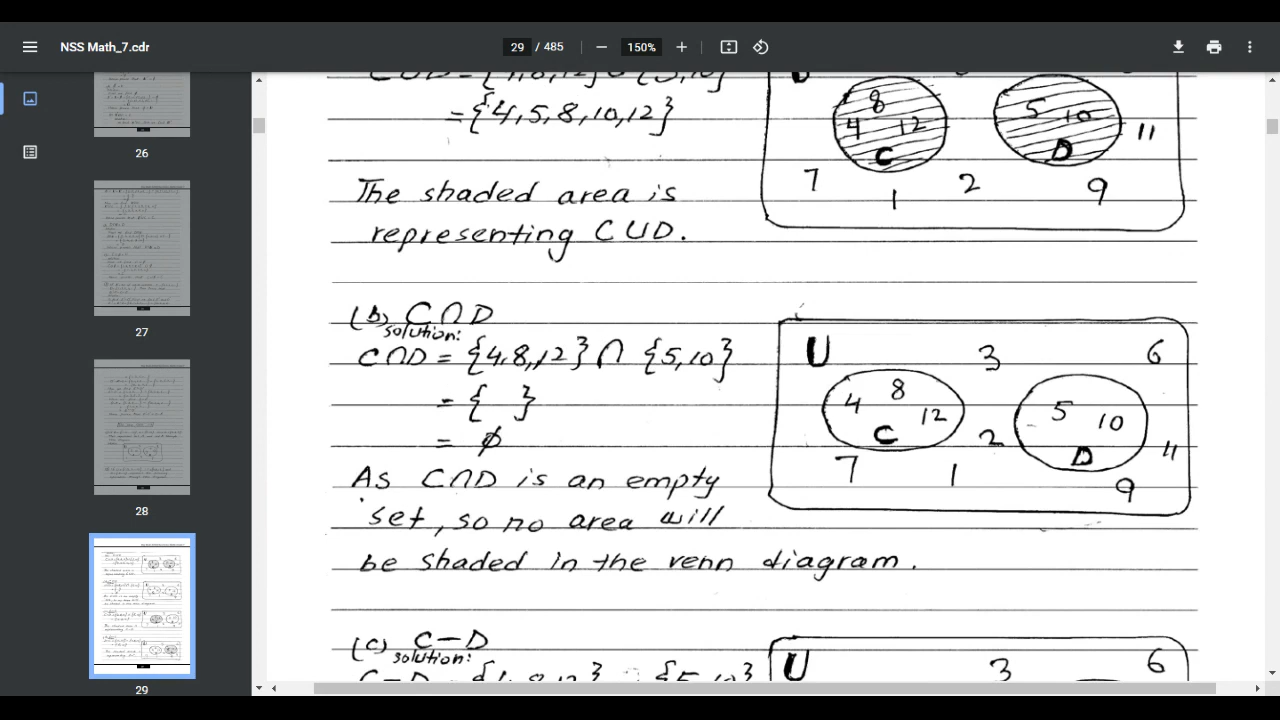 NSS Math_7.cdr
29 / 485
150%
26
27
28
29
= {4, 5, 8, 10, 12}
8
4 12
C
5 10
D
11
7 1 2 9
The shaded area is
representing C∪D.
(b) C∩D
solution:
C∩D = {4, 8, 12} ∩ {5, 10}
= { }
= ϕ
As C∩D is an empty
set, so no area will
be shaded in the venn diagram.
U 3 6
8
4 12
C
5 10
D
2
11
7 1 9
(c) C-D
solution:
U 3 6